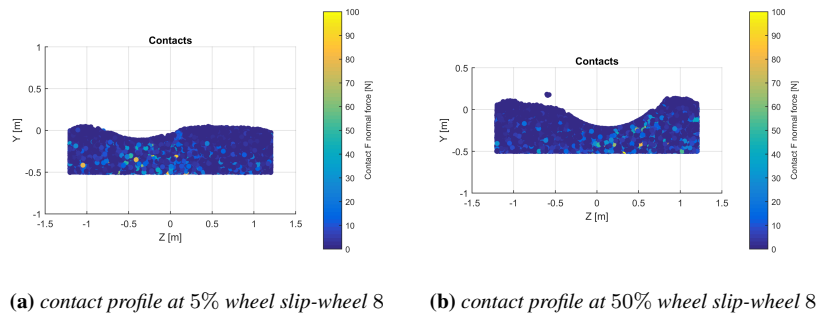 Contacts
1
0.5
0
-0.5
-1
Y [m]
-1.5 -1 -0.5 0 0.5 1 1.5
Z [m]
100
90
80
70
60
50
40
30
20
10
0
Contact F normal force [N]
Contacts
0.5
0
-0.5
-1
Y [m]
-1.5 -1 -0.5 0 0.5 1 1.5
Z [m]
100
90
80
70
60
50
40
30
20
10
0
Contact F normal force [N]
(a) contact profile at 5% wheel slip-wheel 8
(b) contact profile at 50% wheel slip-wheel 8